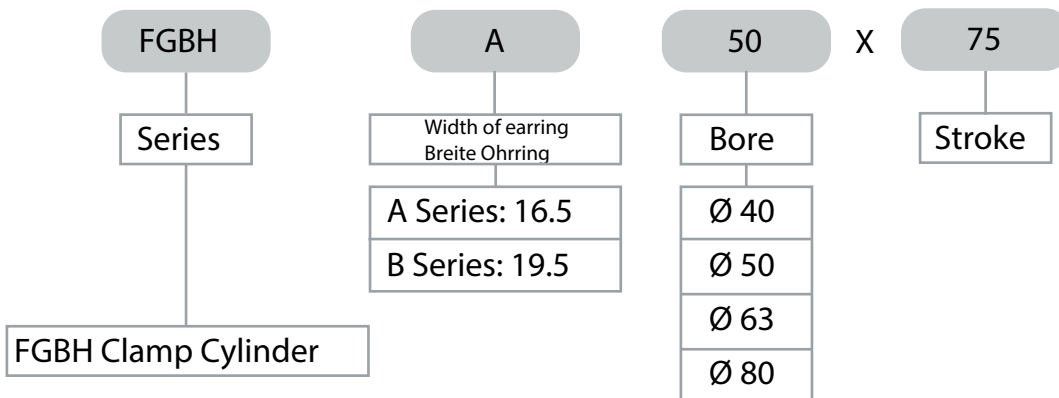 FGBH A 50 X 75
Series
Width of earring
Breite Ohrring
Bore
Stroke
A Series: 16.5
B Series: 19.5
Ø 40
Ø 50
Ø 63
Ø 80
FGBH Clamp Cylinder